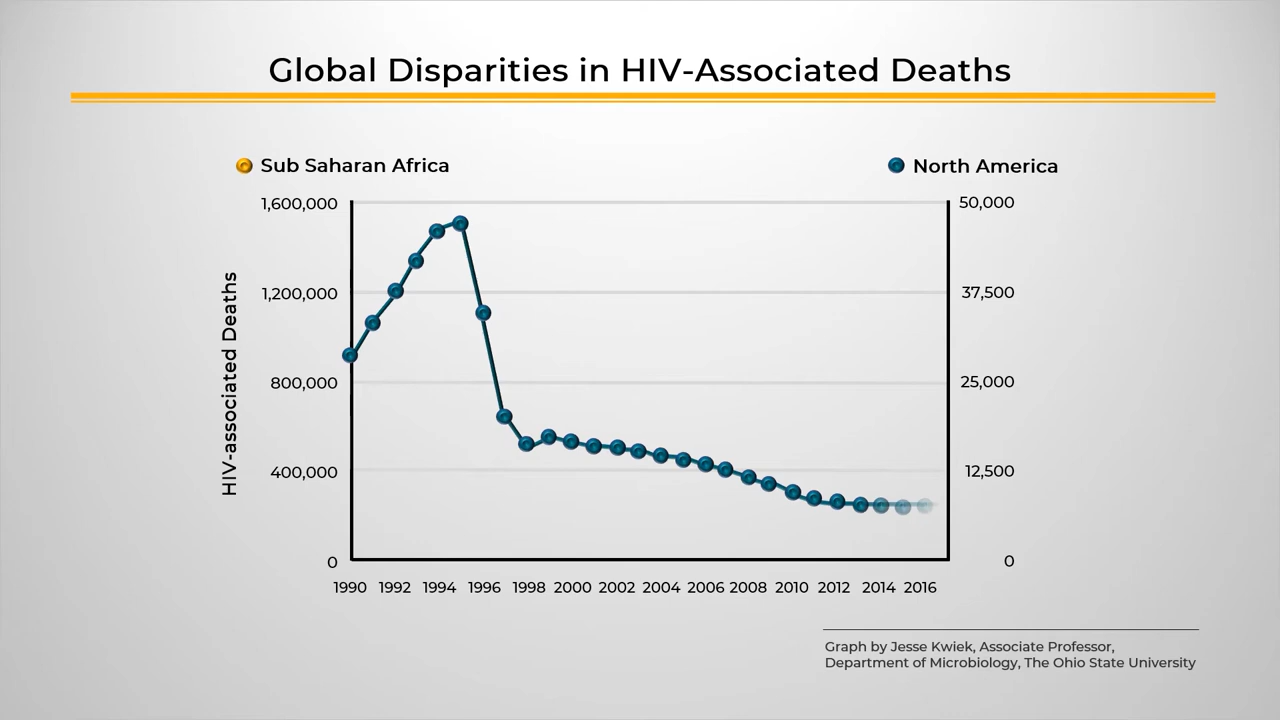 Global Disparities in HIV-Associated Deaths
Sub Saharan Africa
North America
HIV-associated Deaths
1,600,000
1,200,000
800,000
400,000
0
50,000
37,500
25,000
12,500
0
1990 1992 1994 1996 1998 2000 2002 2004 2006 2008 2010 2012 2014 2016
Graph by Jesse Kwiek, Associate Professor,
Department of Microbiology, The Ohio State University